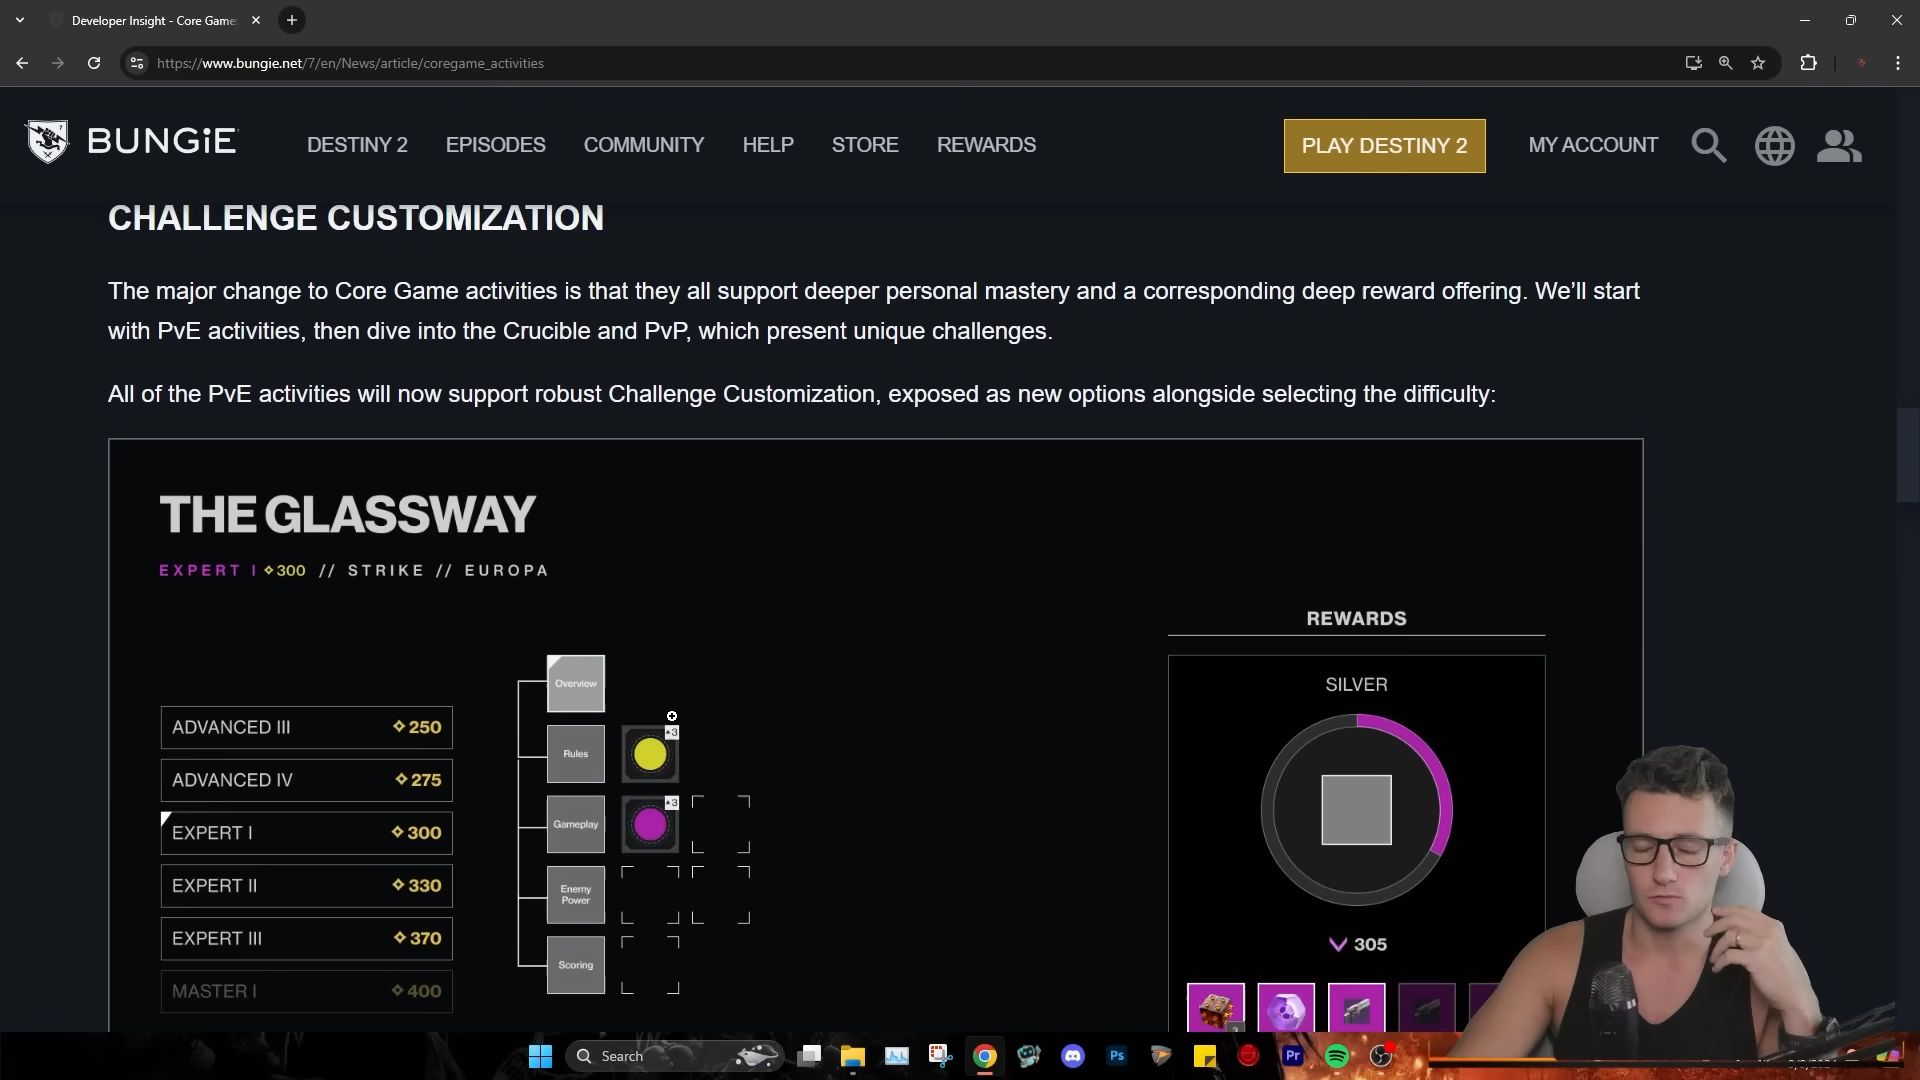 Developer Insight - Core Game
https://www.bungie.net/7/en/News/article/coregame_activities
BUNGiE
DESTINY 2
EPISODES
COMMUNITY
HELP
STORE
REWARDS
PLAY DESTINY 2
MY ACCOUNT
CHALLENGE CUSTOMIZATION
The major change to Core Game activities is that they all support deeper personal mastery and a corresponding deep reward offering. We’ll start
with PvE activities, then dive into the Crucible and PvP, which present unique challenges.
All of the PvE activities will now support robust Challenge Customization, exposed as new options alongside selecting the difficulty:
THE GLASSWAY
EXPERT I 300 // STRIKE // EUROPA
ADVANCED III 250
ADVANCED IV 275
EXPERT I 300
EXPERT II 330
EXPERT III 370
MASTER I 400
Overview
Rules
3
Gameplay
3
Enemy
Power
Scoring
REWARDS
SILVER
305
3
Search
Ps
Pr